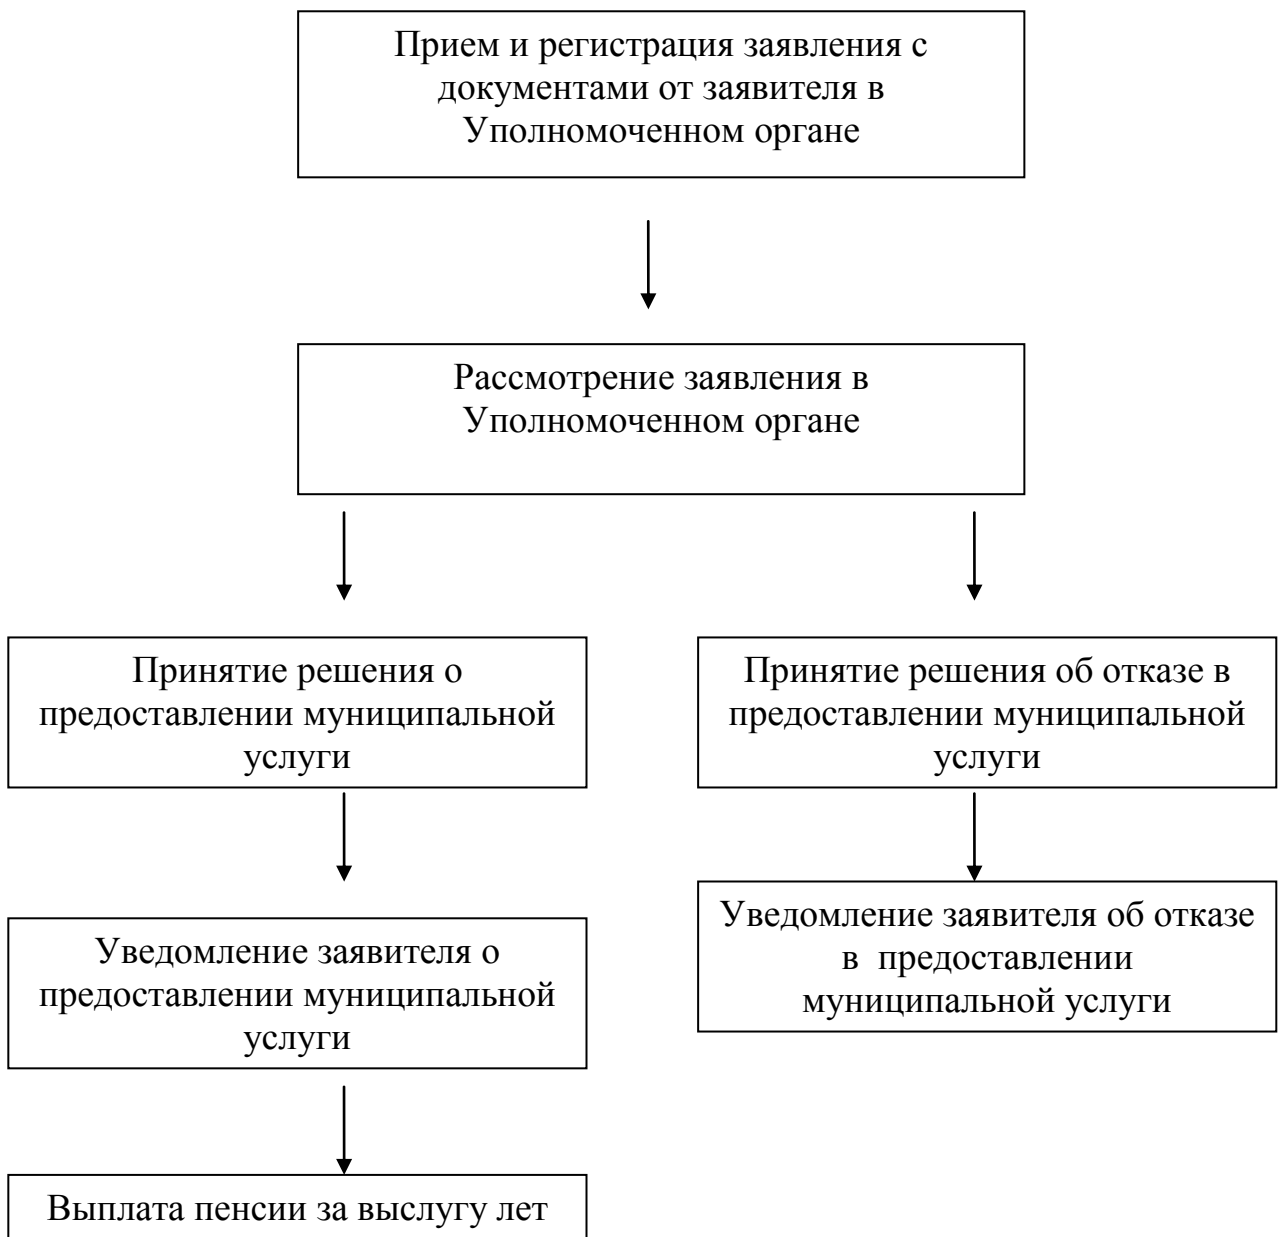 Прием и регистрация заявления с
документами от заявителя в
Уполномоченном органе
Рассмотрение заявления в
Уполномоченном органе
Принятие решения о
предоставлении муниципальной
услуги
Принятие решения об отказе в
предоставлении муниципальной
услуги
Уведомление заявителя о
предоставлении муниципальной
услуги
Уведомление заявителя об отказе
в предоставлении
муниципальной услуги
Выплата пенсии за выслугу лет